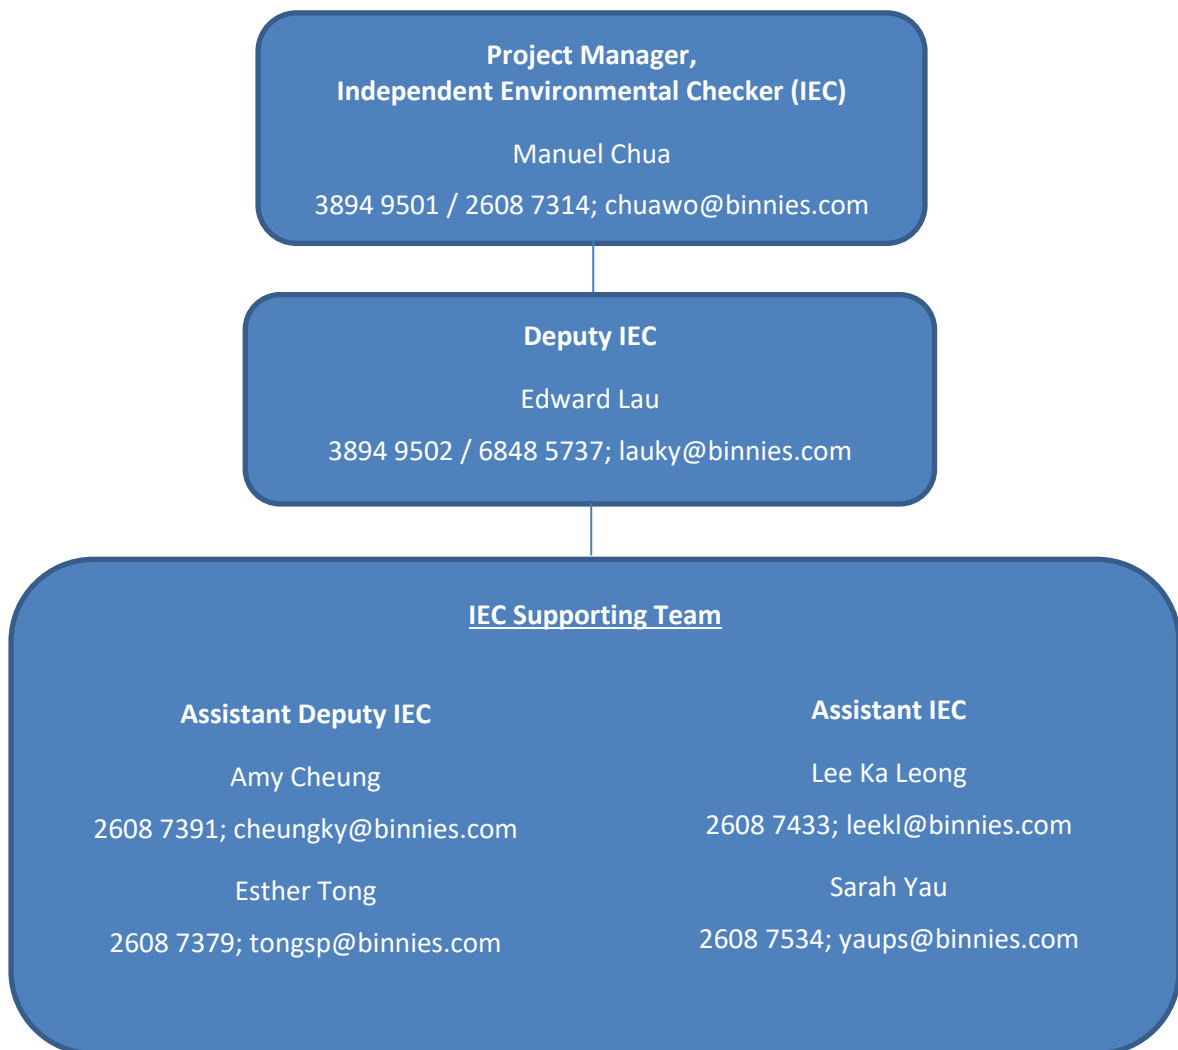 Project Manager,
Independent Environmental Checker (IEC)
Manuel Chua
3894 9501 / 2608 7314; chuawo@binnies.com
Deputy IEC
Edward Lau
3894 9502 / 6848 5737; lauky@binnies.com
IEC Supporting Team
Assistant Deputy IEC
Amy Cheung
2608 7391; cheungky@binnies.com
Esther Tong
2608 7379; tongsp@binnies.com
Assistant IEC
Lee Ka Leong
2608 7433; leekl@binnies.com
Sarah Yau
2608 7534; yaups@binnies.com